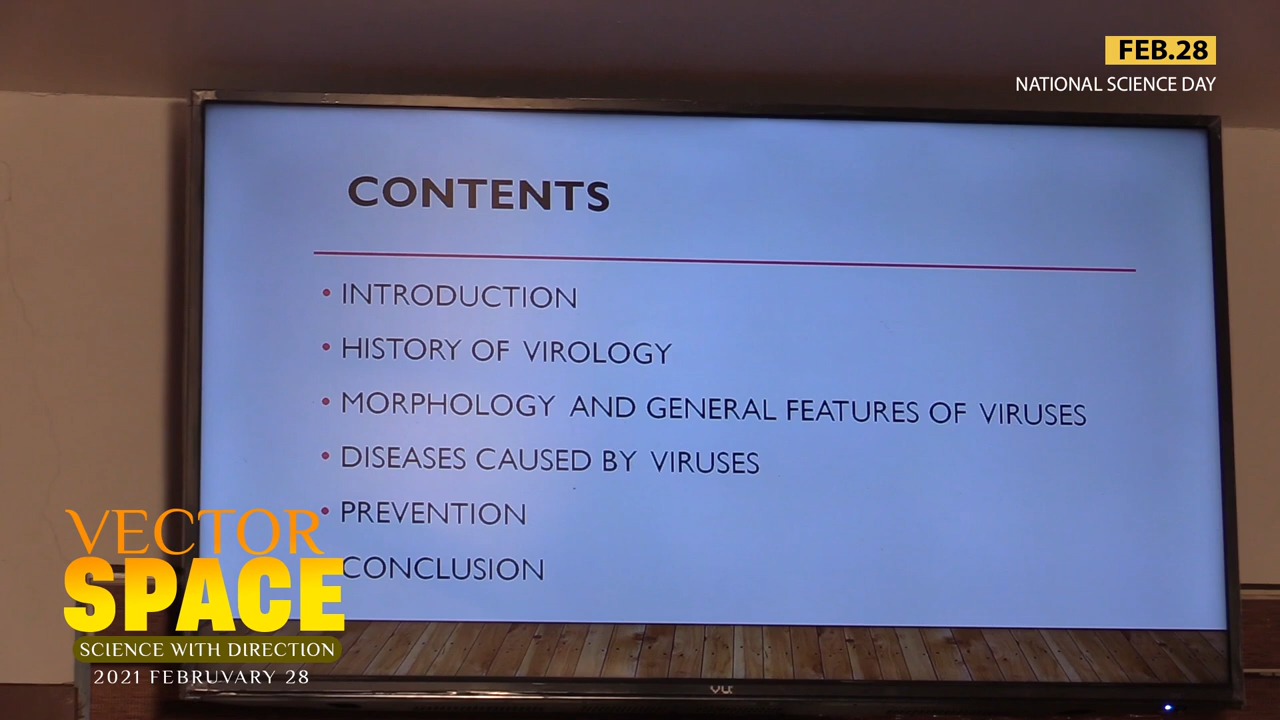 FEB.28
NATIONAL SCIENCE DAY
CONTENTS
• INTRODUCTION
• HISTORY OF VIROLOGY
• MORPHOLOGY AND GENERAL FEATURES OF VIRUSES
• DISEASES CAUSED BY VIRUSES
• PREVENTION
CONCLUSION
VECTOR
SPACE
SCIENCE WITH DIRECTION
2021 FEBRUVARY 28
VU